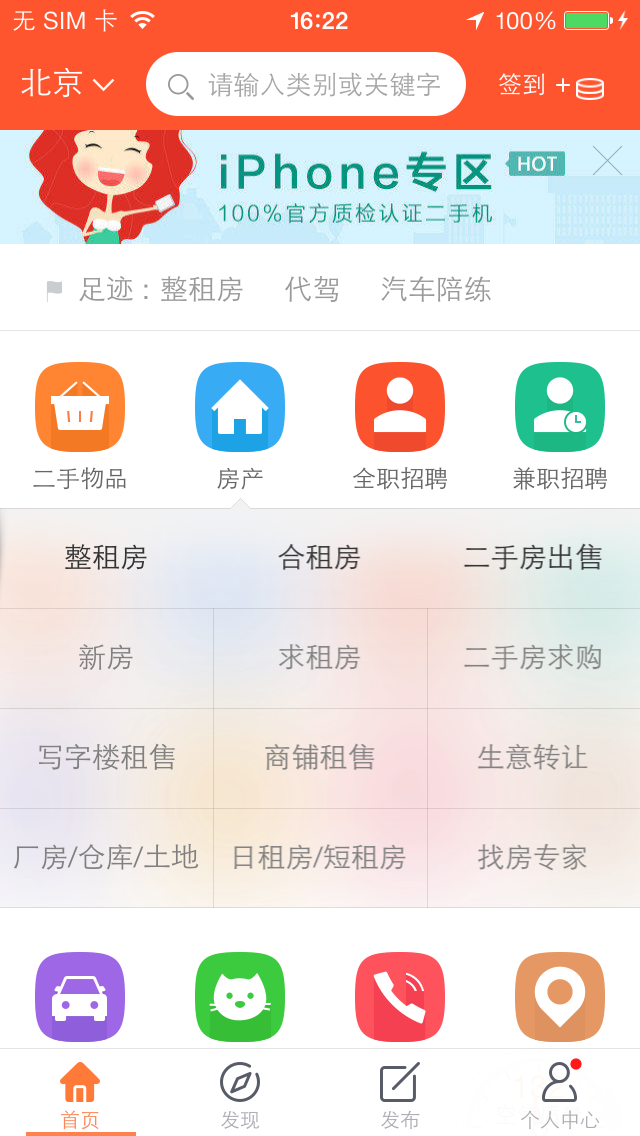 无 SIM 卡 16:22 100%
北京 请输入类别或关键字 签到 +
iPhone专区 HOT
100%官方质检认证二手机
足迹 : 整租房 代驾 汽车陪练
二手物品 房产 全职招聘 兼职招聘
整租房 合租房 二手房出售
新房 求租房 二手房求购
写字楼租售 商铺租售 生意转让
厂房/仓库/土地 日租房/短租房 找房专家
首页 发现 发布 个人中心